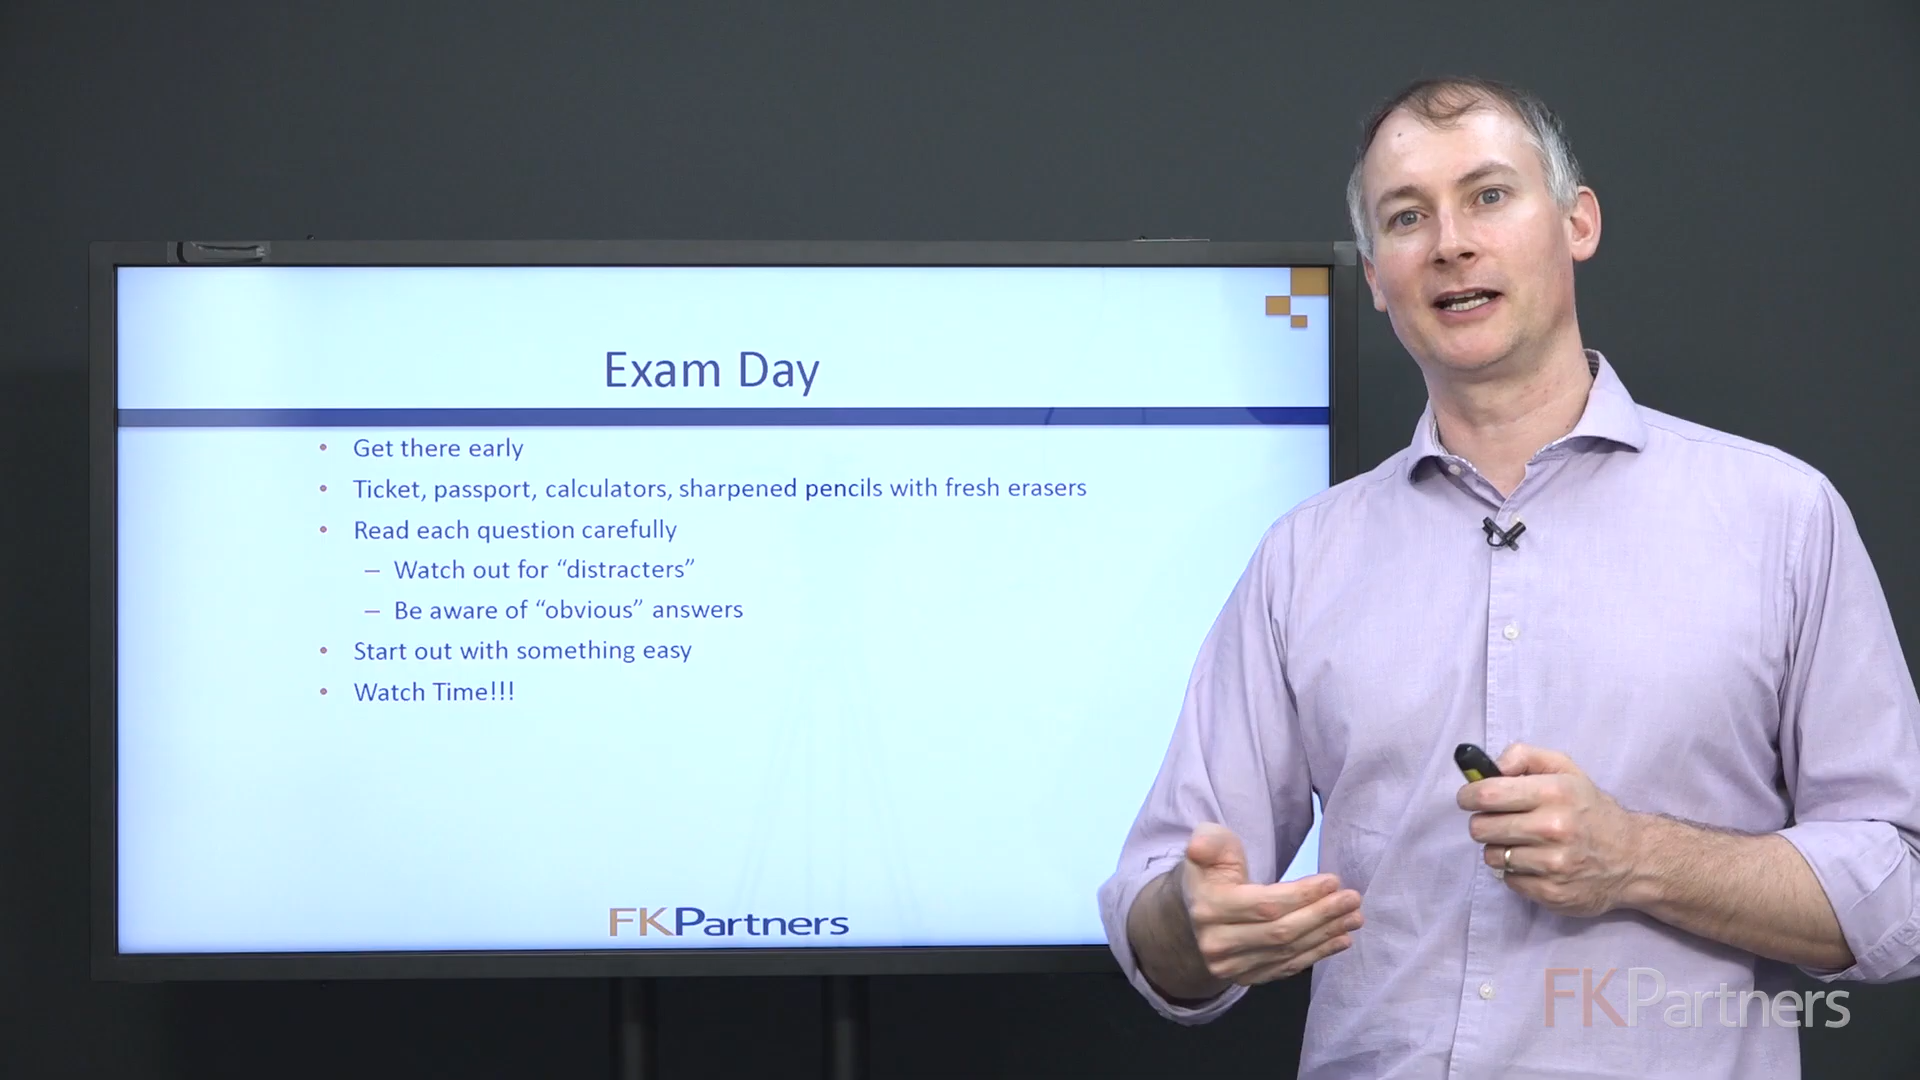 Exam Day
• Get there early
• Ticket, passport, calculators, sharpened pencils with fresh erasers
• Read each question carefully
– Watch out for “distracters”
– Be aware of “obvious” answers
• Start out with something easy
• Watch Time!!!
FKPartners
FKPartners